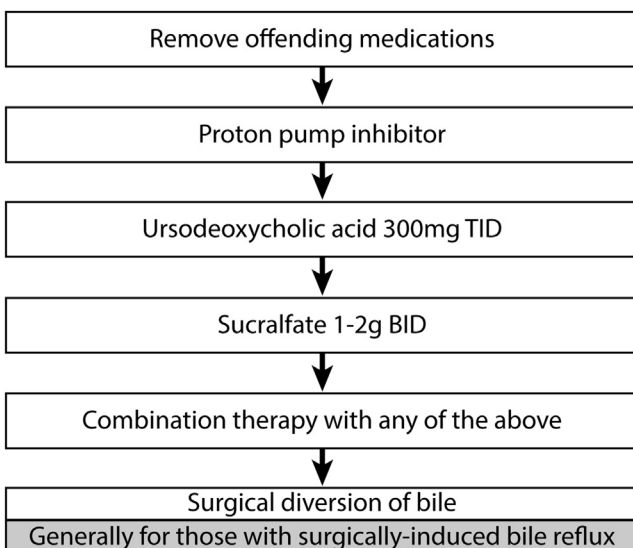 Remove offending medications
Proton pump inhibitor
Ursodeoxycholic acid 300mg TID
Sucralfate 1-2g BID
Combination therapy with any of the above
Surgical diversion of bile
Generally for those with surgically-induced bile reflux